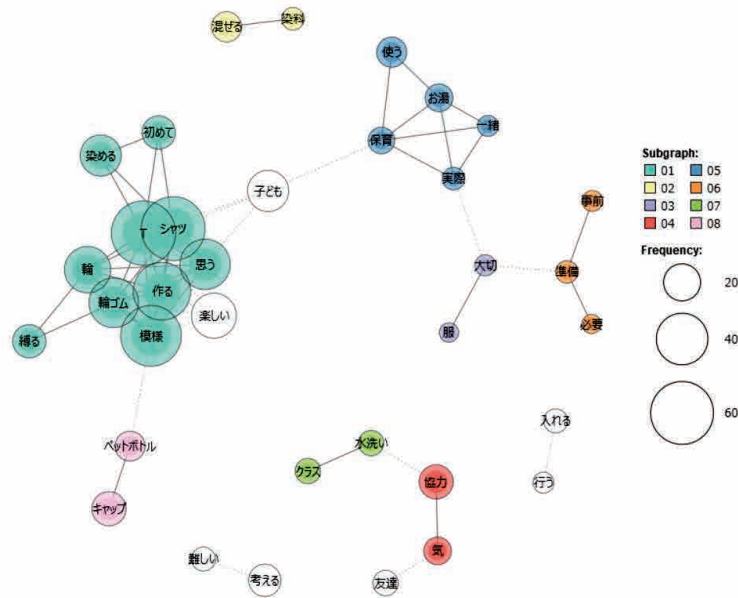 混ぜる
染料
使う
お湯
一緒
保育
実際
初めて
染める
子ども
T
シャツ
思う
輪
輪ゴム
作る
楽しい
模様
縛る
大切
服
事前
準備
必要
Subgraph:
01 05
02 06
03 07
04 08
Frequency:
20
40
60
ペットボトル
キャップ
水洗い
クラス
協力
気
友達
入れる
行う
難しい
考える